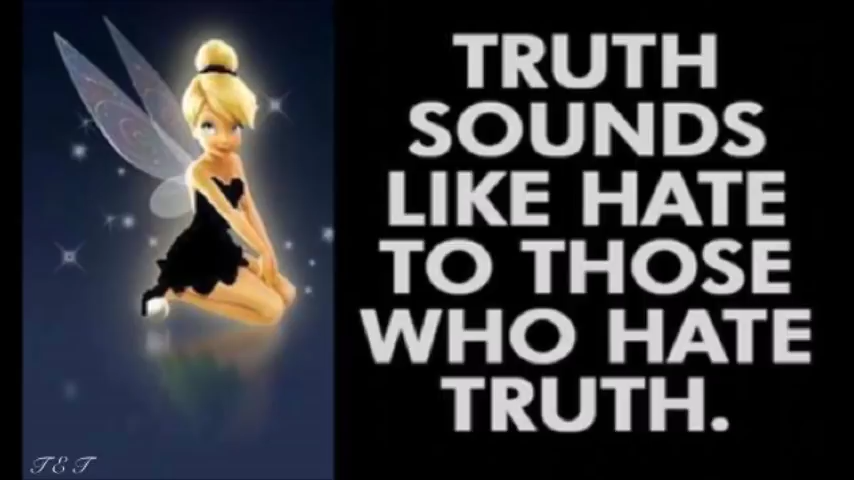 TRUTH
SOUNDS
LIKE HATE
TO THOSE
WHO HATE
TRUTH.
T&T